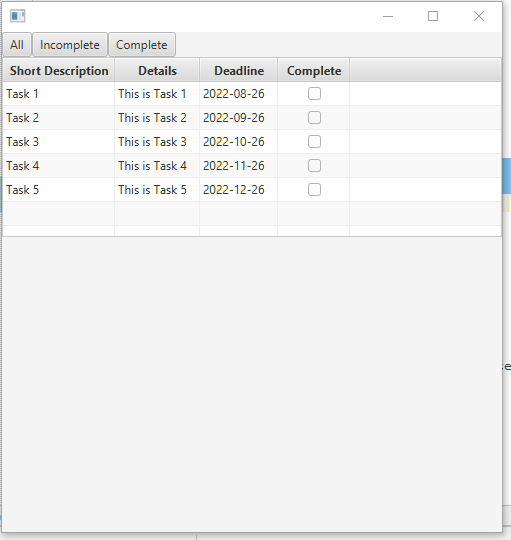 All Incomplete Complete
Short Description Details Deadline Complete
Task 1 This is Task 1 2022-08-26
Task 2 This is Task 2 2022-09-26
Task 3 This is Task 3 2022-10-26
Task 4 This is Task 4 2022-11-26
Task 5 This is Task 5 2022-12-26